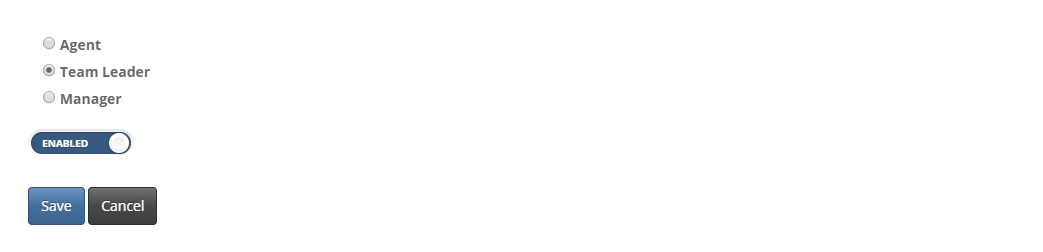 Agent
Team Leader
Manager
ENABLED
Save Cancel